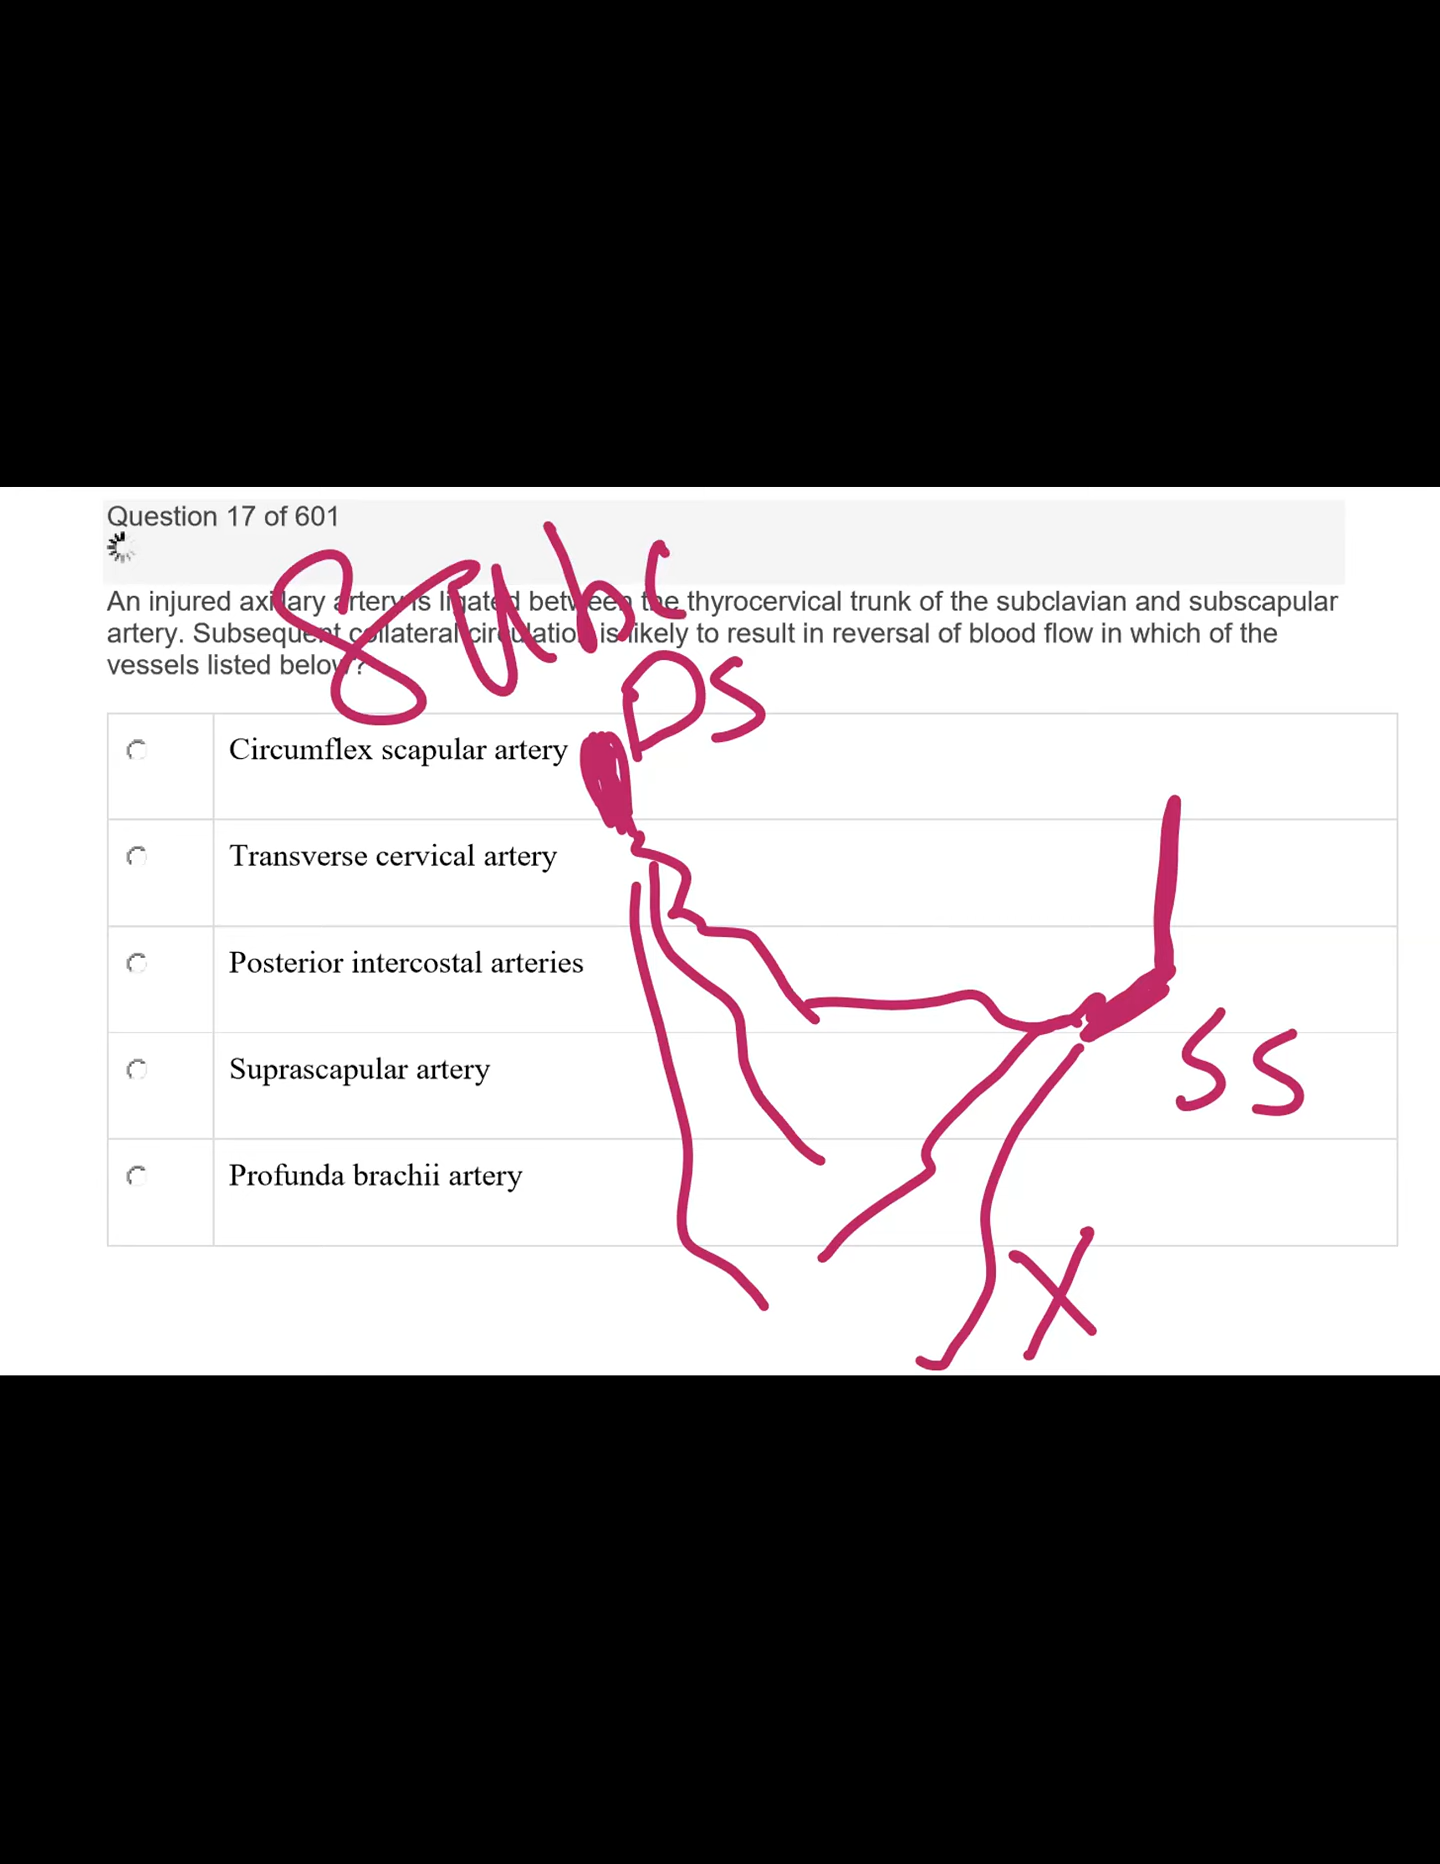 Question 17 of 601
An injured axillary artery is ligated between the thyrocervical trunk of the subclavian and subscapular
artery. Subsequent collateral circulation is likely to result in reversal of blood flow in which of the
vessels listed below?
Subc
DS
Circumflex scapular artery
Transverse cervical artery
Posterior intercostal arteries
SS
Suprascapular artery
Profunda brachii artery
X